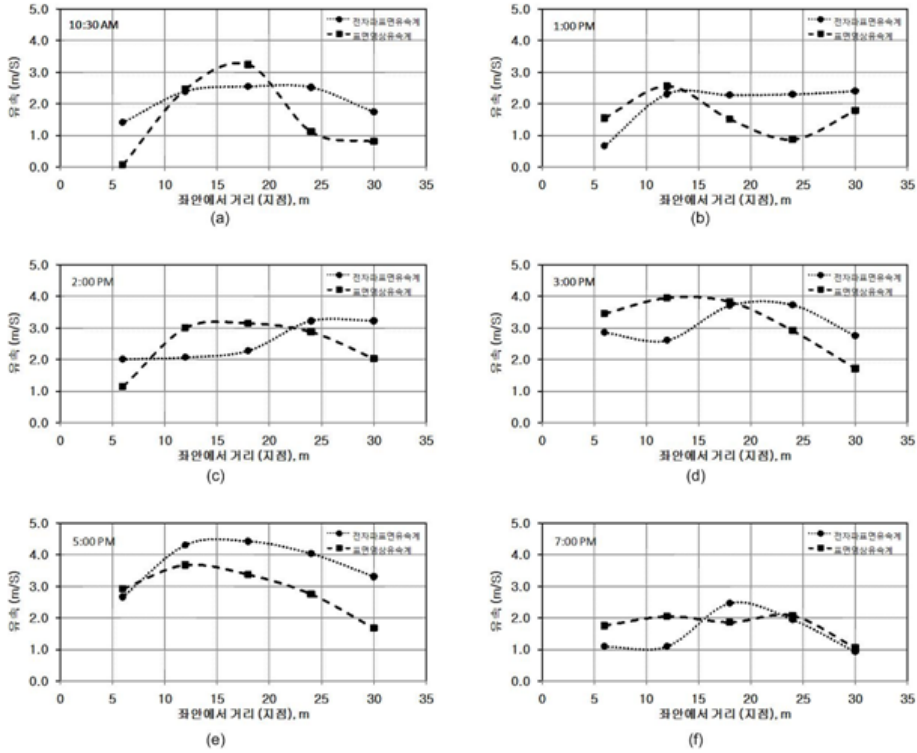 10:30 AM
전자파표면유속계
표면영상유속계
유속 (m/S)
5.0
4.0
3.0
2.0
1.0
0.0
0 5 10 15 20 25 30 35
좌안에서 거리 (지점), m
(a)
1:00 PM
전자파표면유속계
표면영상유속계
유속 (m/S)
5.0
4.0
3.0
2.0
1.0
0.0
0 5 10 15 20 25 30 35
좌안에서 거리 (지점), m
(b)
2:00 PM
전자파표면유속계
표면영상유속계
유속 (m/S)
5.0
4.0
3.0
2.0
1.0
0.0
0 5 10 15 20 25 30 35
좌안에서 거리 (지점), m
(c)
3:00 PM
전자파표면유속계
표면영상유속계
유속 (m/S)
5.0
4.0
3.0
2.0
1.0
0.0
0 5 10 15 20 25 30 35
좌안에서 거리 (지점), m
(d)
5:00 PM
전자파표면유속계
표면영상유속계
유속 (m/S)
5.0
4.0
3.0
2.0
1.0
0.0
0 5 10 15 20 25 30 35
좌안에서 거리 (지점), m
(e)
7:00 PM
전자파표면유속계
표면영상유속계
유속 (m/S)
5.0
4.0
3.0
2.0
1.0
0.0
0 5 10 15 20 25 30 35
좌안에서 거리 (지점), m
(f)